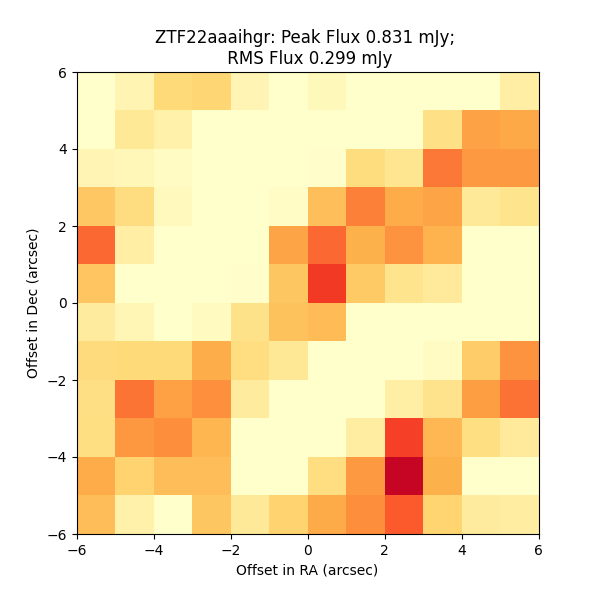 ZTF22aaaihgr: Peak Flux 0.831 mJy;
RMS Flux 0.299 mJy
6
4
2
0
−2
−4
−6
Offset in Dec (arcsec)
−6 −4 −2 0 2 4 6
Offset in RA (arcsec)